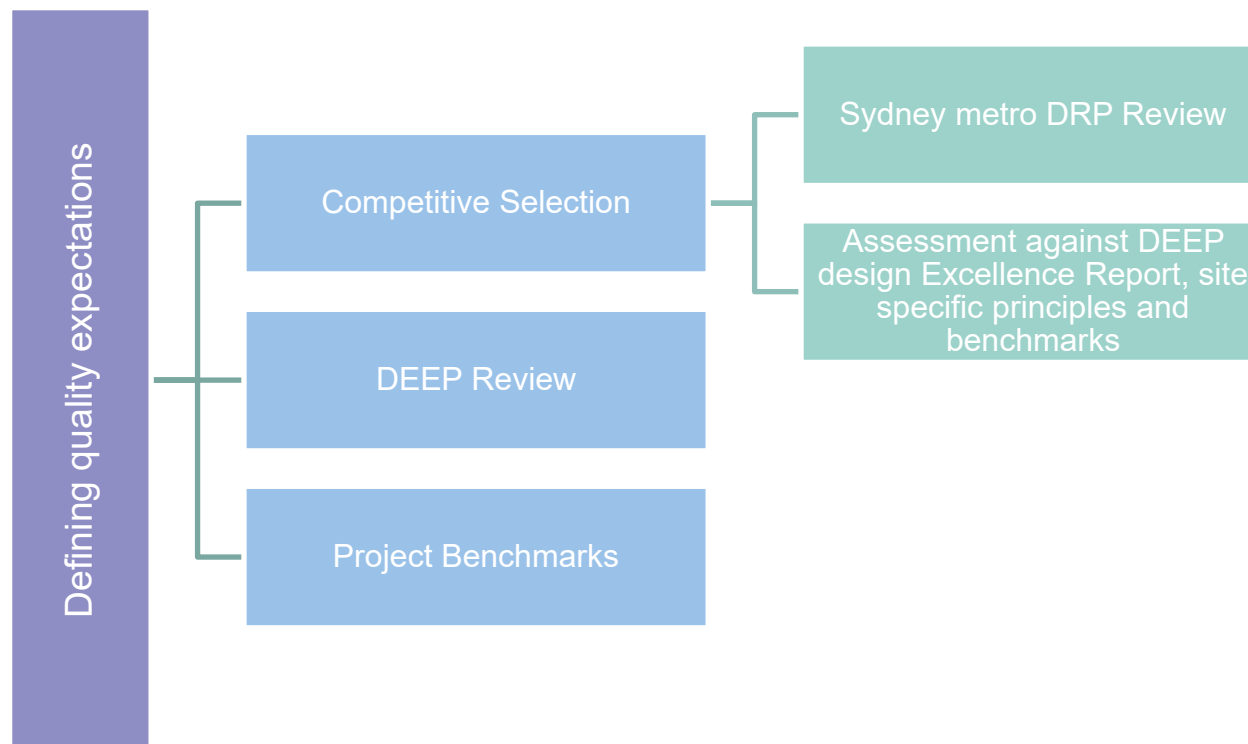 Defining quality expectations
Competitive Selection
DEEP Review
Project Benchmarks
Sydney metro DRP Review
Assessment against DEEP
design Excellence Report, site
specific principles and
benchmarks